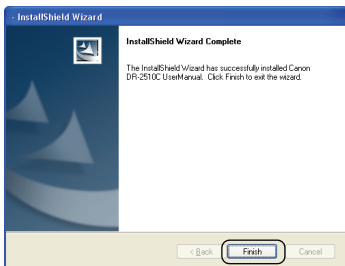 - InstallShield Wizard
InstallShield Wizard Complete
The InstallShield Wizard has successfully installed Canon
DR-2510C UserManual. Click Finish to exit the wizard.
< Back Finish Cancel